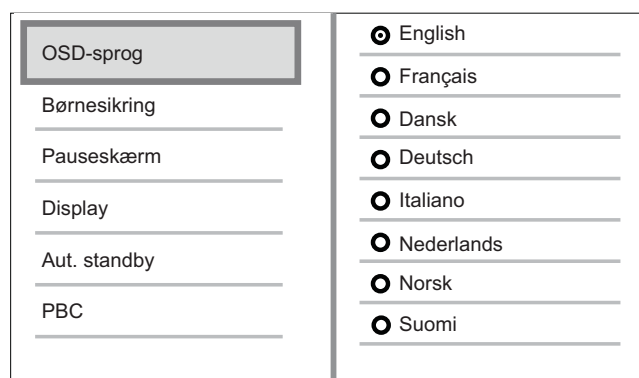 OSD-sprog
Børnesikring
Pauseskærm
Display
Aut. standby
PBC
English
Français
Dansk
Deutsch
Italiano
Nederlands
Norsk
Suomi